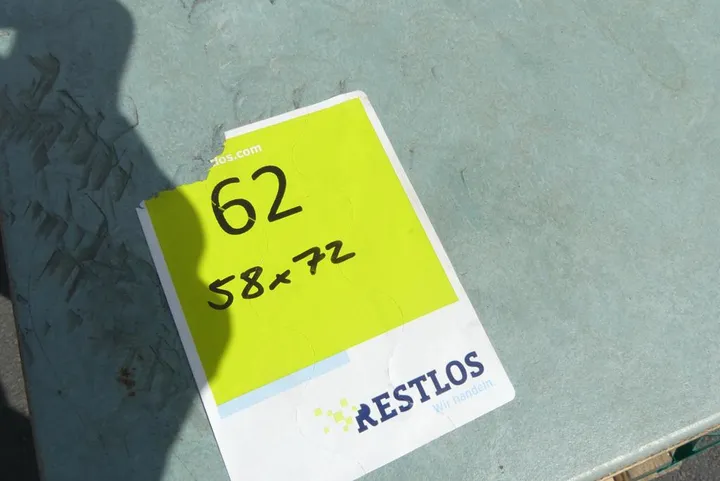 los.com
62
58x72
RESTLOS
Wir handeln.